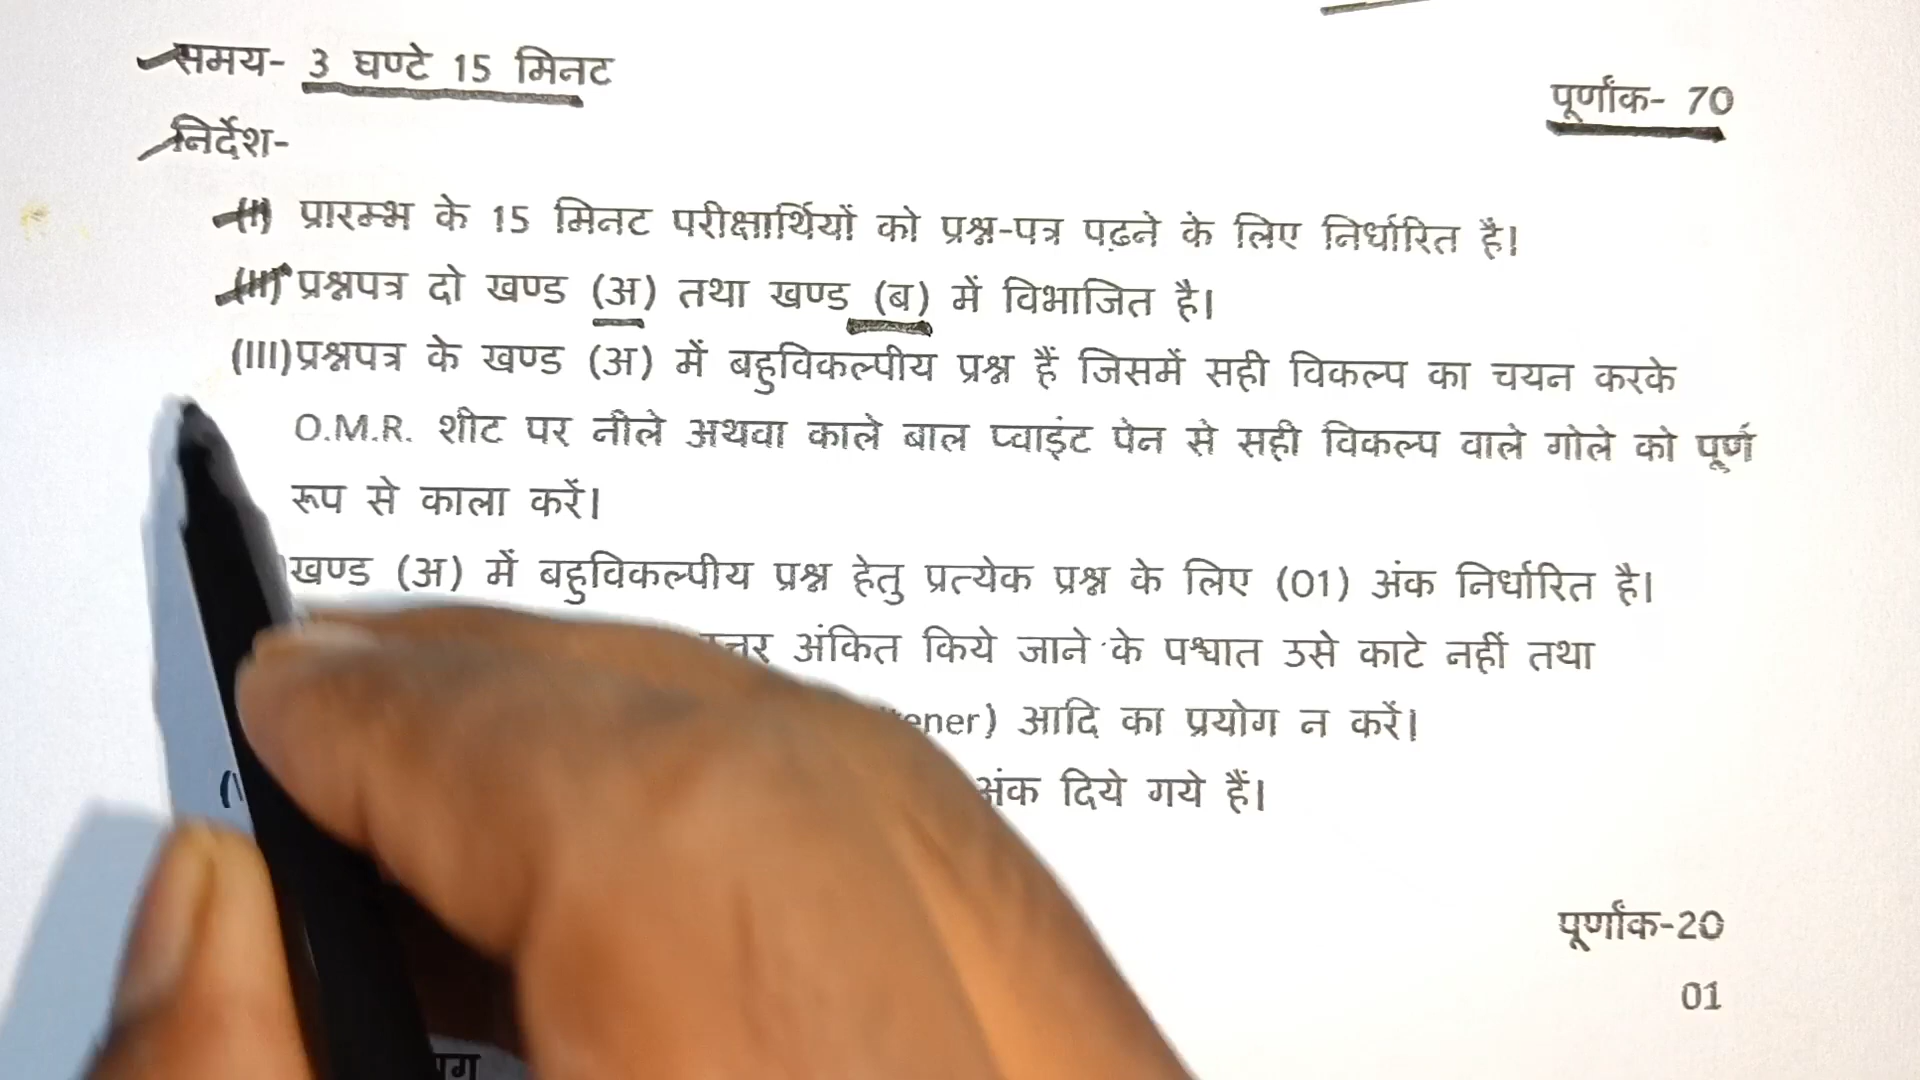 समय- 3 घण्टे 15 मिनट
पूर्णांक- 70
निर्देश-
(I) प्रारम्भ के 15 मिनट परीक्षार्थियों को प्रश्न-पत्र पढ़ने के लिए निर्धारित है।
(II) प्रश्नपत्र दो खण्ड (अ) तथा खण्ड (ब) में विभाजित है।
(III) प्रश्नपत्र के खण्ड (अ) में बहुविकल्पीय प्रश्न हैं जिसमें सही विकल्प का चयन करके
O.M.R. शीट पर नीले अथवा काले बाल प्वाइंट पेन से सही विकल्प वाले गोले को पूर्ण
रूप से काला करें।
खण्ड (अ) में बहुविकल्पीय प्रश्न हेतु प्रत्येक प्रश्न के लिए (01) अंक निर्धारित है।
अंकित किये जाने के पश्चात उसे काटे नहीं तथा
आदि का प्रयोग न करें।
अंक दिये गये हैं।
पूर्णांक-20
01